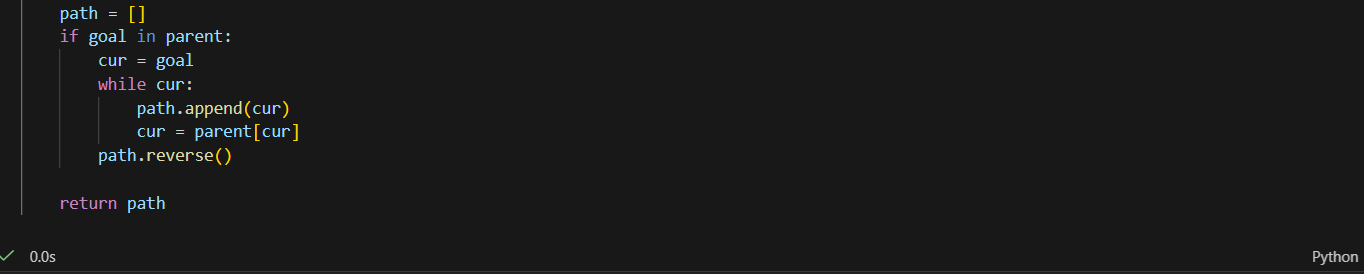 path = []
if goal in parent:
    cur = goal
    while cur:
        path.append(cur)
        cur = parent[cur]
    path.reverse()
return path
0.0s
Python